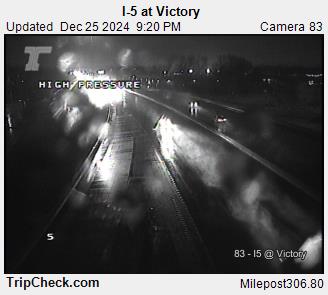 I-5 at Victory
Updated Dec 25 2024 9:20 PM Camera 83
T
HIGH PRESSURE
S
83 - I5 @ Victory
TripCheck.com Milepost306.80